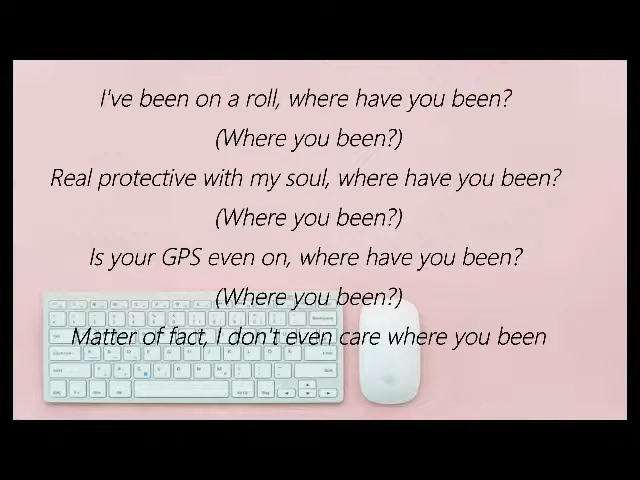 I've been on a roll, where have you been?
(Where you been?)
Real protective with my soul, where have you been?
(Where you been?)
Is your GPS even on, where have you been?
(Where you been?)
Matter of fact, I don't even care where you been